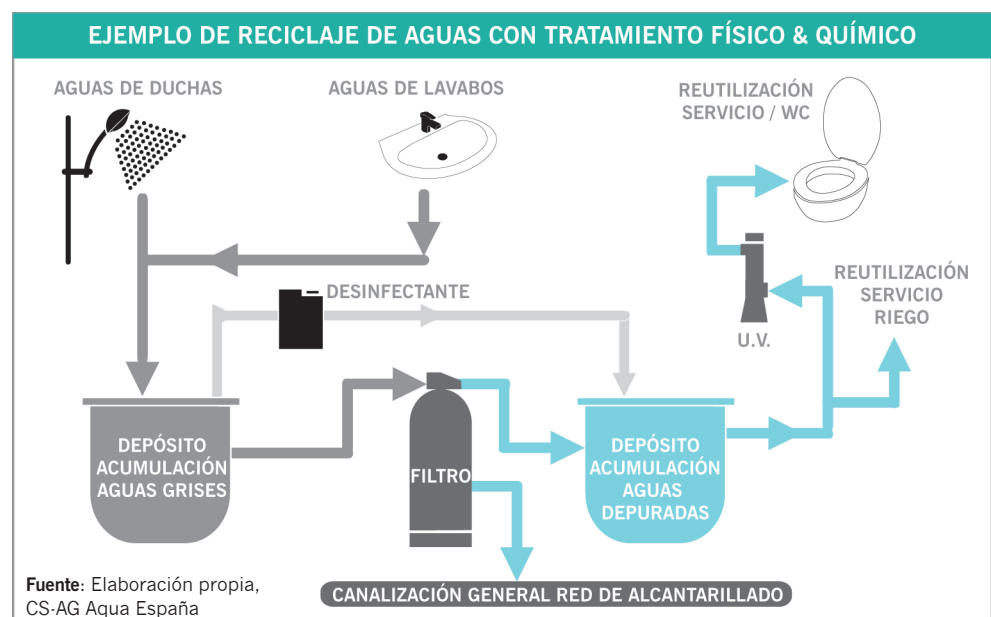 EJEMPLO DE RECICLAJE DE AGUAS CON TRATAMIENTO FÍSICO & QUÍMICO
AGUAS DE DUCHAS
AGUAS DE LAVABOS
REUTILIZACIÓN
SERVICIO / WC
DESINFECTANTE
U.V.
REUTILIZACIÓN
SERVICIO
RIEGO
DEPÓSITO
ACUMULACIÓN
AGUAS GRISES
FILTRO
DEPÓSITO
ACUMULACIÓN
AGUAS
DEPURADAS
CANALIZACIÓN GENERAL RED DE ALCANTARILLADO
Fuente: Elaboración propia,
CS-AG Aqua España